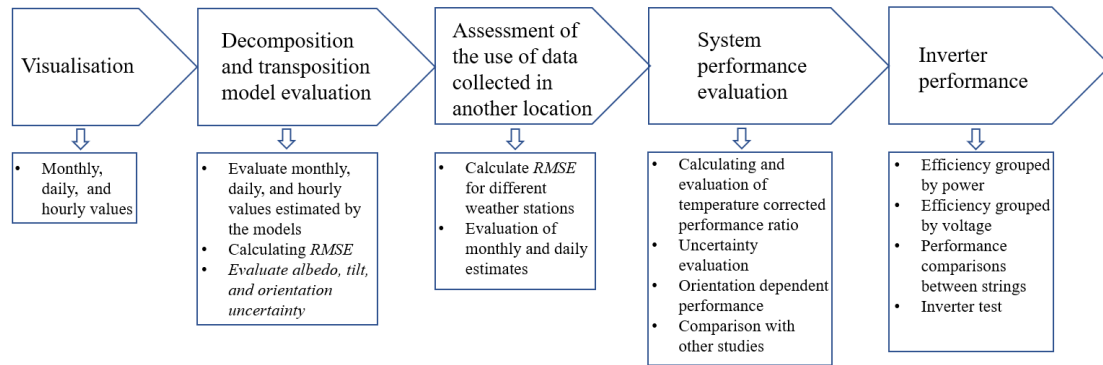 Visualisation
• Monthly,
daily, and
hourly values
Decomposition
and transposition
model evaluation
• Evaluate monthly,
daily, and hourly
values estimated by
the models
• Calculating RMSE
• Evaluate albedo, tilt,
and orientation
uncertainty
Assessment of
the use of data
collected in
another location
• Calculate RMSE
for different
weather stations
• Evaluation of
monthly and daily
estimates
System
performance
evaluation
• Calculating and
evaluation of
temperature corrected
performance ratio
• Uncertainty
evaluation
• Orientation dependent
performance
• Comparison with
other studies
Inverter
performance
• Efficiency grouped
by power
• Efficiency grouped
by voltage
• Performance
comparisons
between strings
• Inverter test